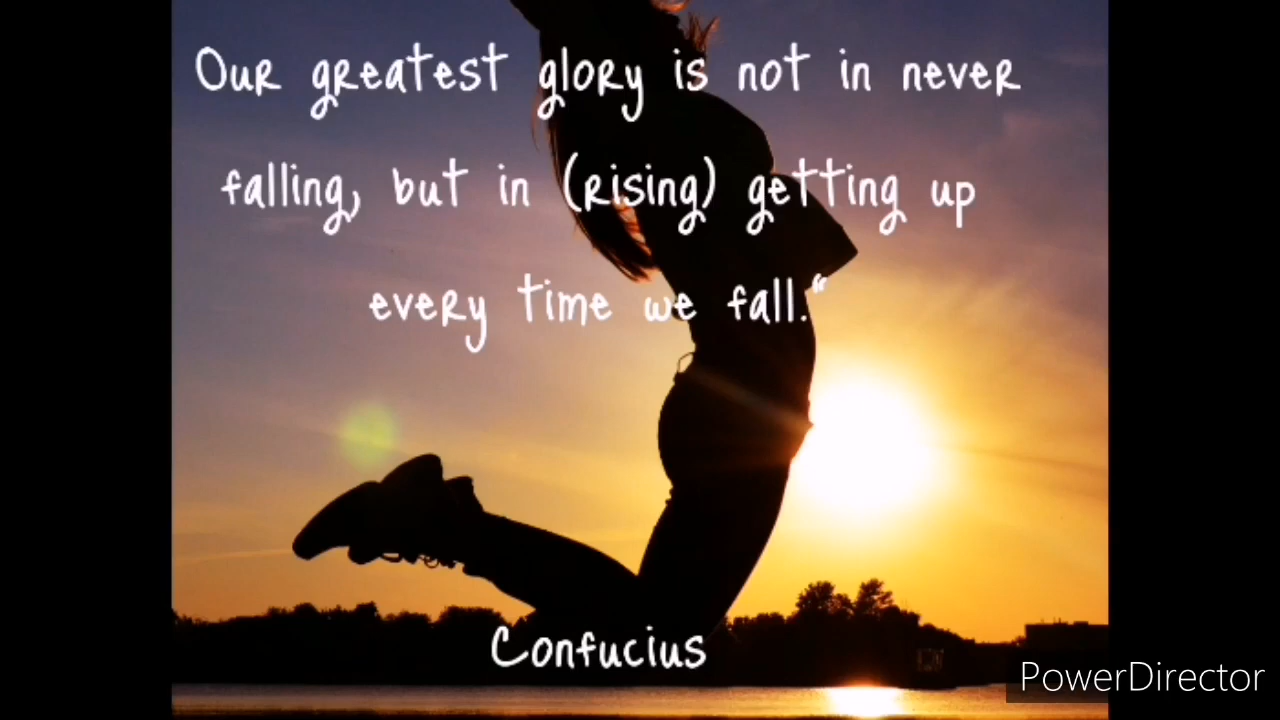 Our greatest glory is not in never
falling, but in (rising) getting up
every time we fall.“
Confucius
PowerDirector